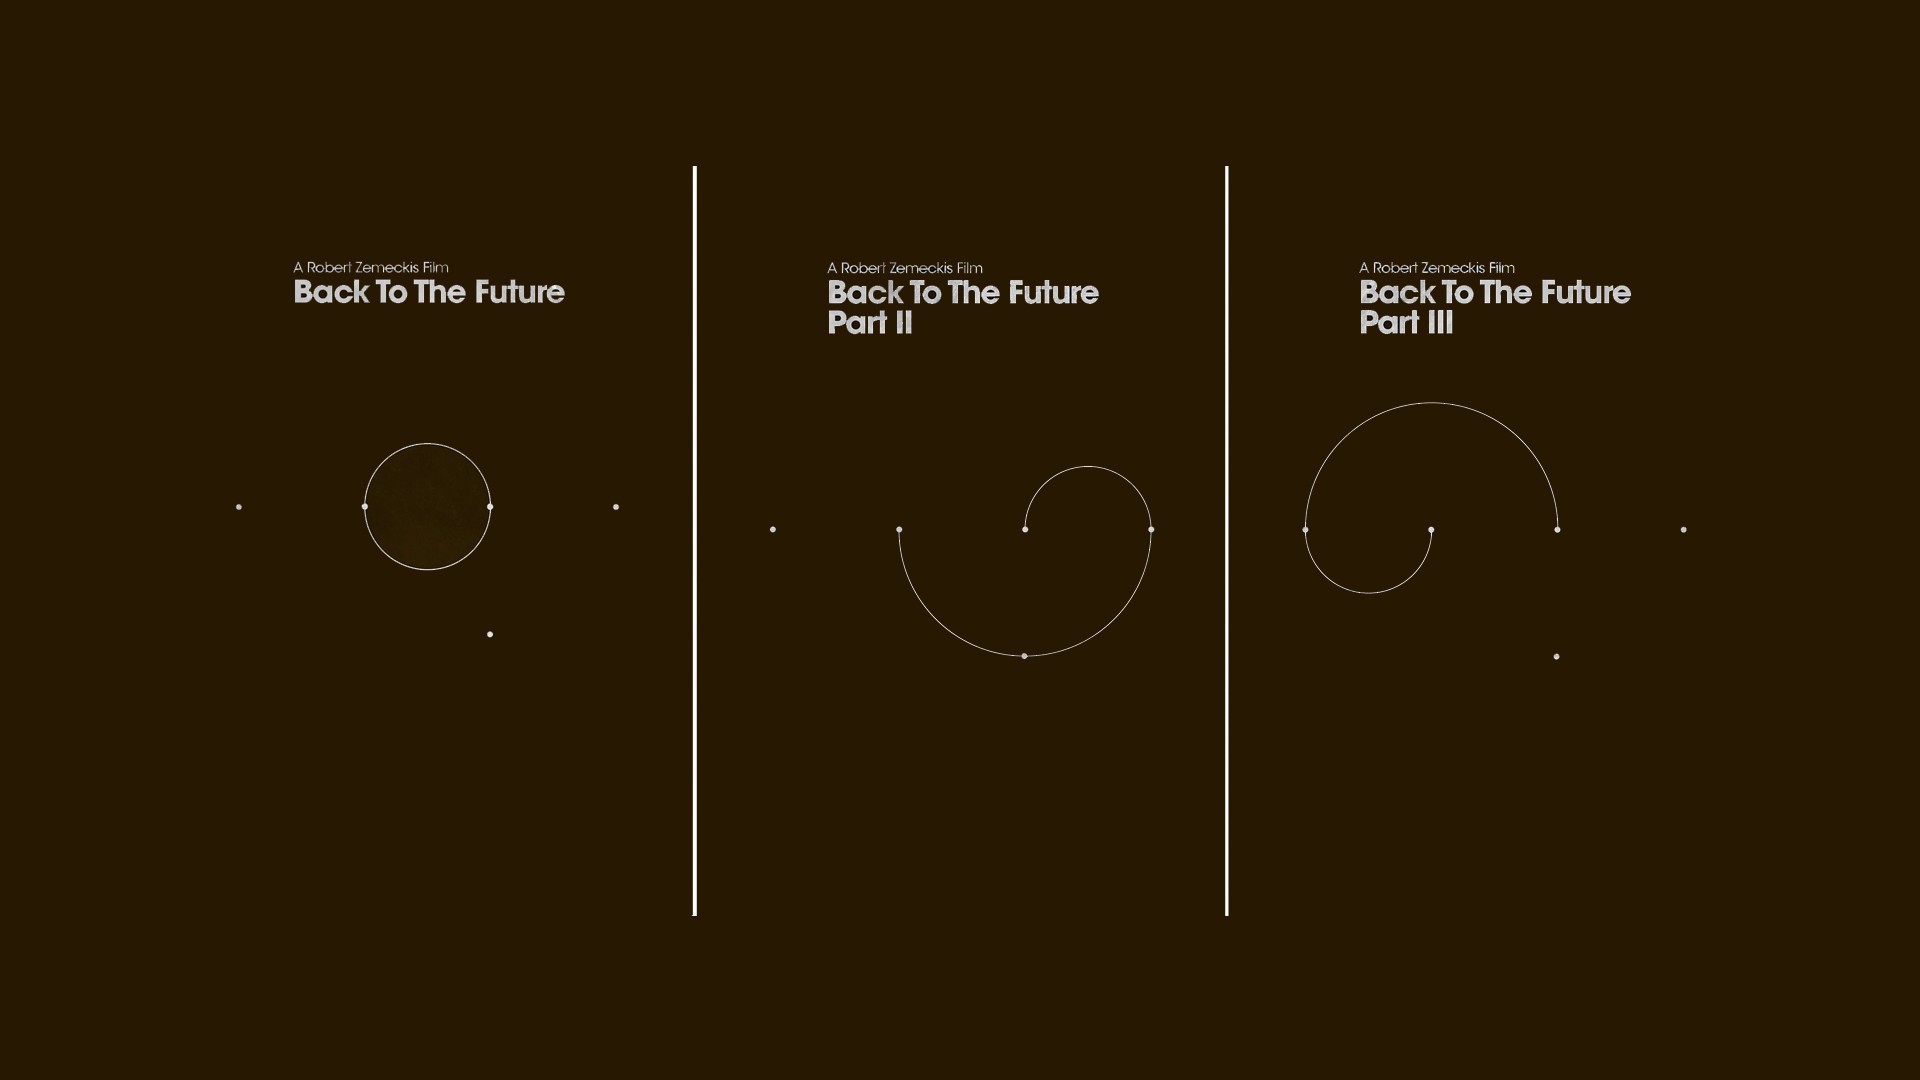 A Robert Zemeckis Film
Back To The Future
A Robert Zemeckis Film
Back To The Future
Part II
A Robert Zemeckis Film
Back To The Future
Part III